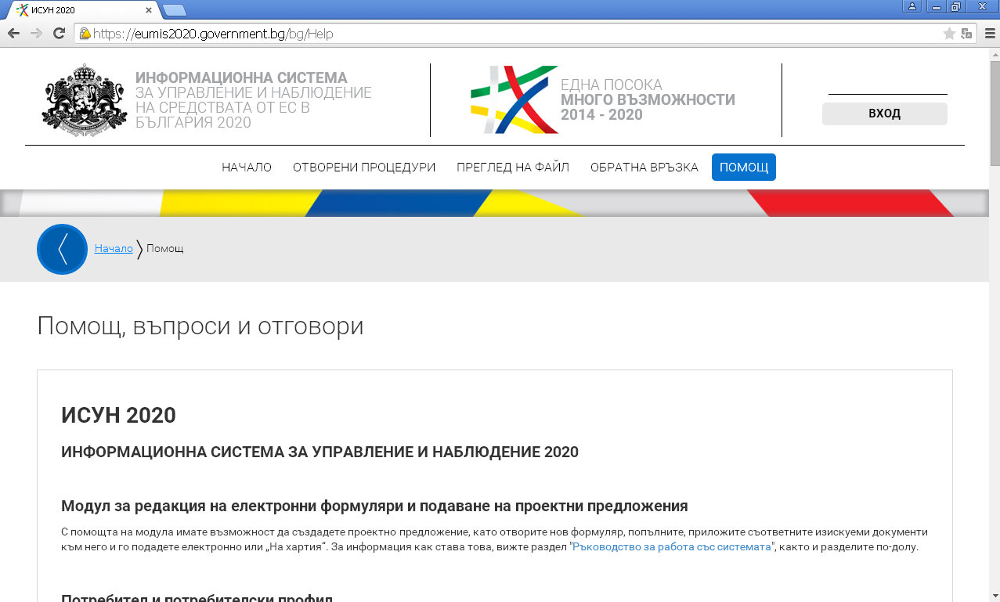 ИСУН 2020
https://eumis2020.government.bg/bg/Help
ИНФОРМАЦИОННА СИСТЕМА
ЗА УПРАВЛЕНИЕ И НАБЛЮДЕНИЕ
НА СРЕДСТВАТА ОТ ЕС В
БЪЛГАРИЯ 2020
ЕДНА ПОСОКА
МНОГО ВЪЗМОЖНОСТИ
2014 - 2020
ВХОД
НАЧАЛО ОТВОРЕНИ ПРОЦЕДУРИ ПРЕГЛЕД НА ФАЙЛ ОБРАТНА ВРЪЗКА ПОМОЩ
Начало Помощ
Помощ, въпроси и отговори
ИСУН 2020
ИНФОРМАЦИОННА СИСТЕМА ЗА УПРАВЛЕНИЕ И НАБЛЮДЕНИЕ 2020
Модул за редакция на електронни формуляри и подаване на проектни предложения
С помощта на модула имате възможност да създадете проектно предложение, като отворите нов формуляр, попълните, приложите съответните изискуеми документи
към него и го подадете електронно или „На хартия“. За информация как става това, вижте раздел "Ръководство за работа със системата", както и разделите по-долу.
Потребител и потребителски профил